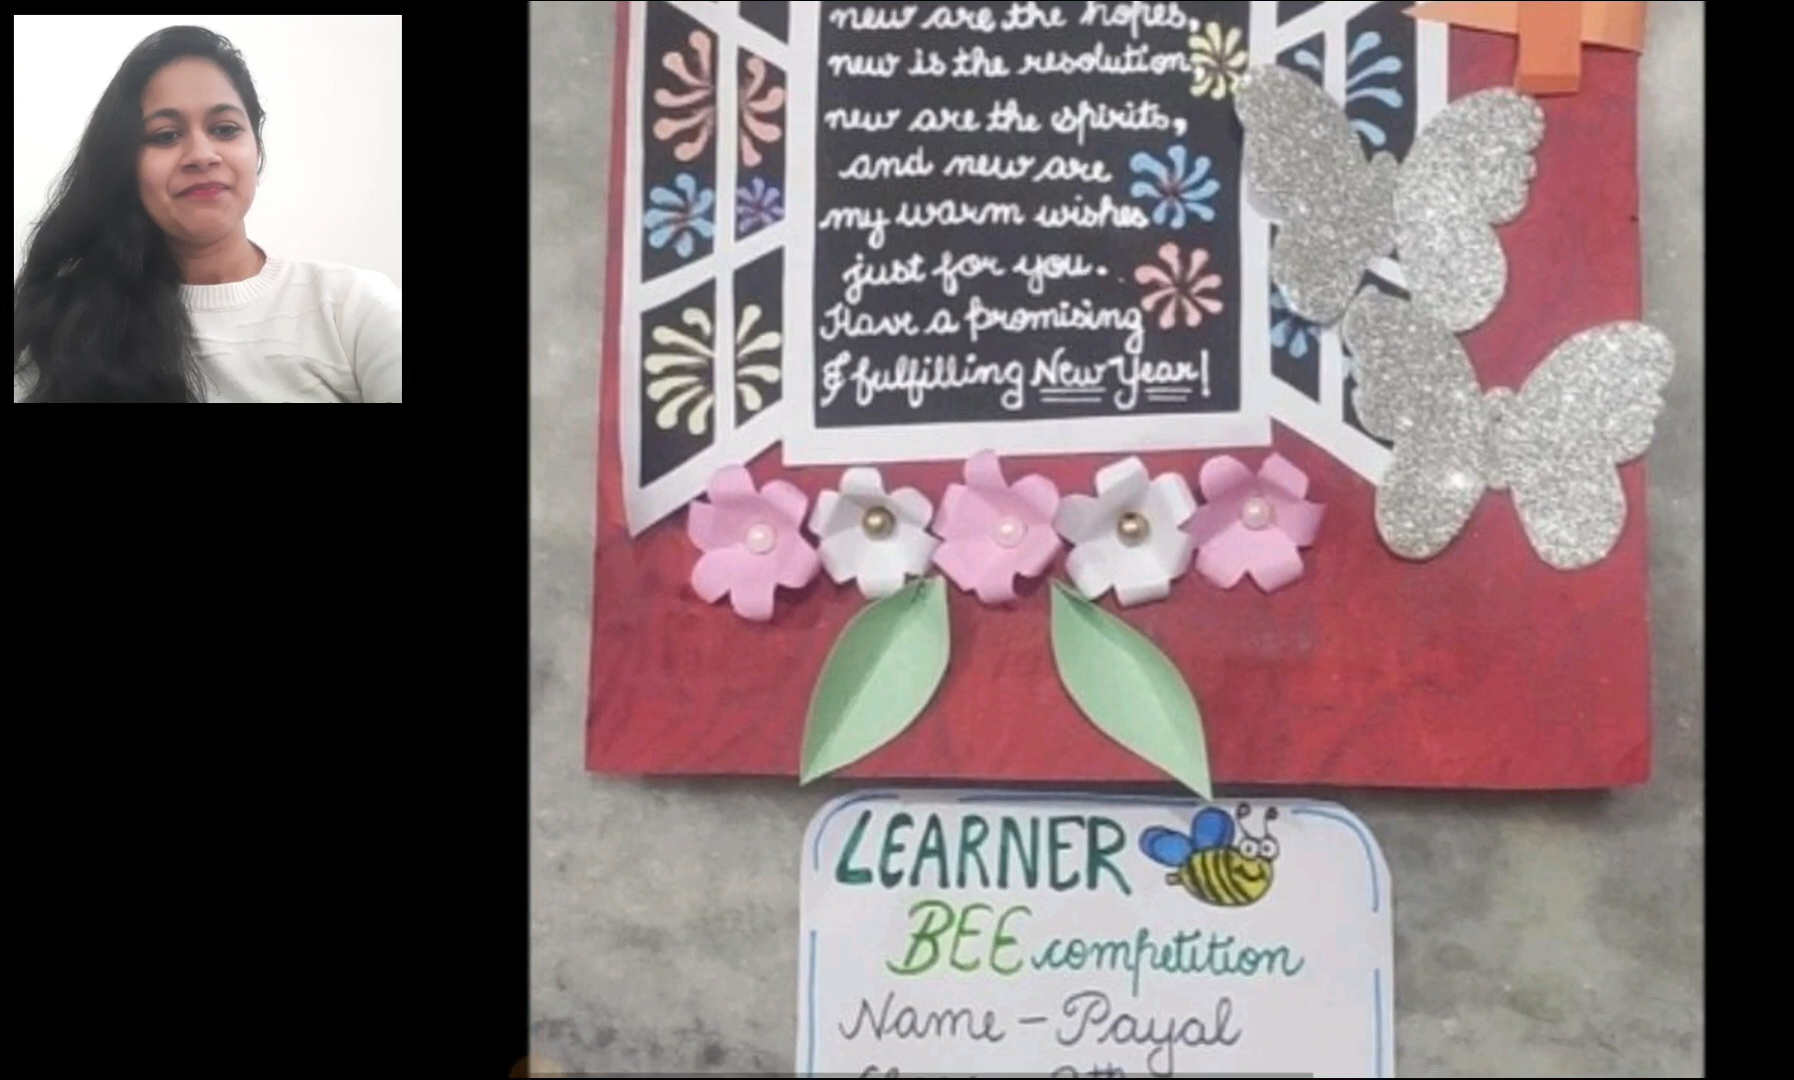 new are the hopes,
new is the resolution,
new are the spirits,
and new are
my warm wishes
just for you.
Have a promising
& fulfilling New Year!
LEARNER
BEE competition
Name - Payal